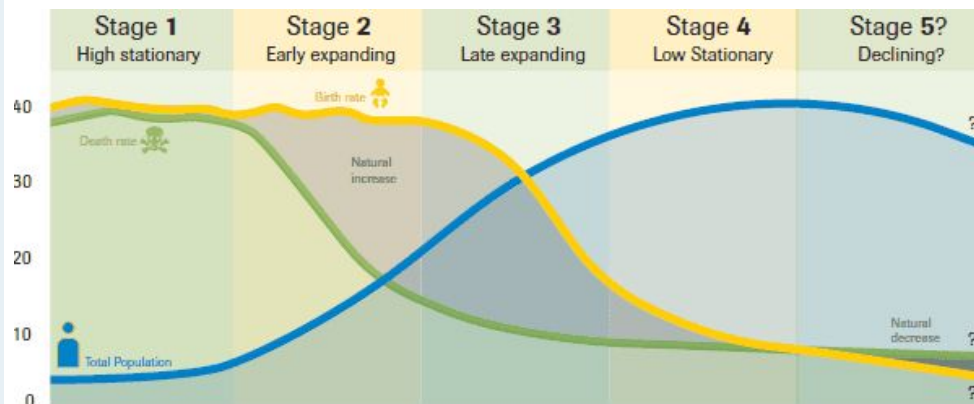 Stage 1
High stationary
Stage 2
Early expanding
Stage 3
Late expanding
Stage 4
Low Stationary
Stage 5?
Declining?
40
30
20
10
0
Birth rate
Death rate
Natural
increase
Total Population
Natural
decrease
?
?
?